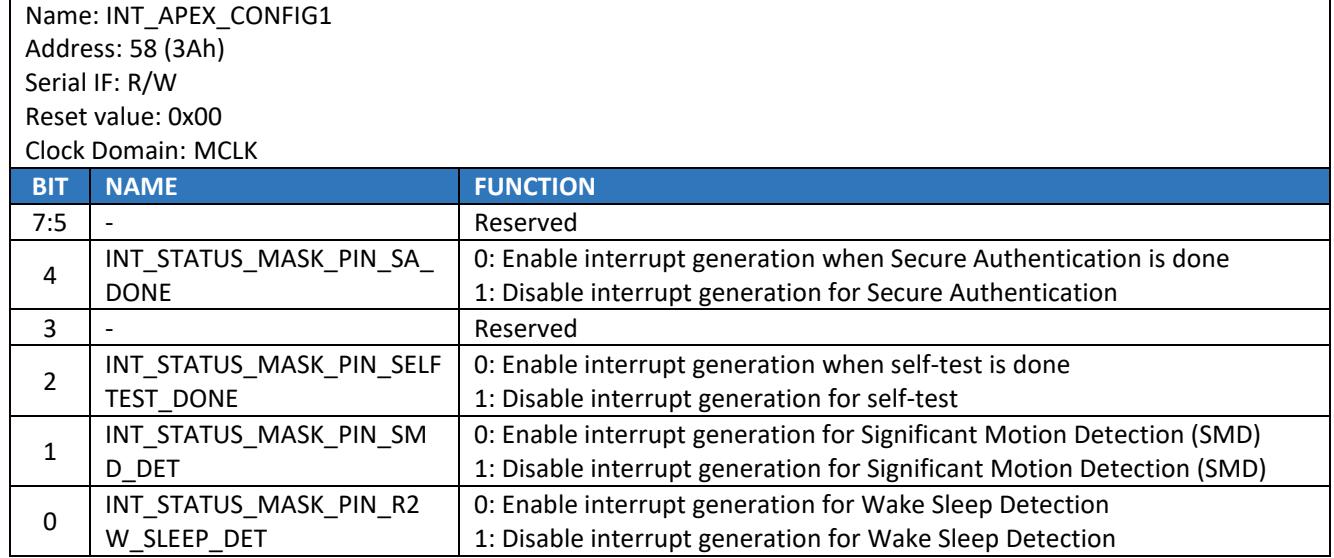 Name: INT_APEX_CONFIG1
Address: 58 (3Ah)
Serial IF: R/W
Reset value: 0x00
Clock Domain: MCLK
BIT NAME FUNCTION
7:5 - Reserved
4 INT_STATUS_MASK_PIN_SA_
DONE
0: Enable interrupt generation when Secure Authentication is done
1: Disable interrupt generation for Secure Authentication
3 - Reserved
2 INT_STATUS_MASK_PIN_SELF
TEST_DONE
0: Enable interrupt generation when self-test is done
1: Disable interrupt generation for self-test
1 INT_STATUS_MASK_PIN_SM
D_DET
0: Enable interrupt generation for Significant Motion Detection (SMD)
1: Disable interrupt generation for Significant Motion Detection (SMD)
0 INT_STATUS_MASK_PIN_R2
W_SLEEP_DET
0: Enable interrupt generation for Wake Sleep Detection
1: Disable interrupt generation for Wake Sleep Detection